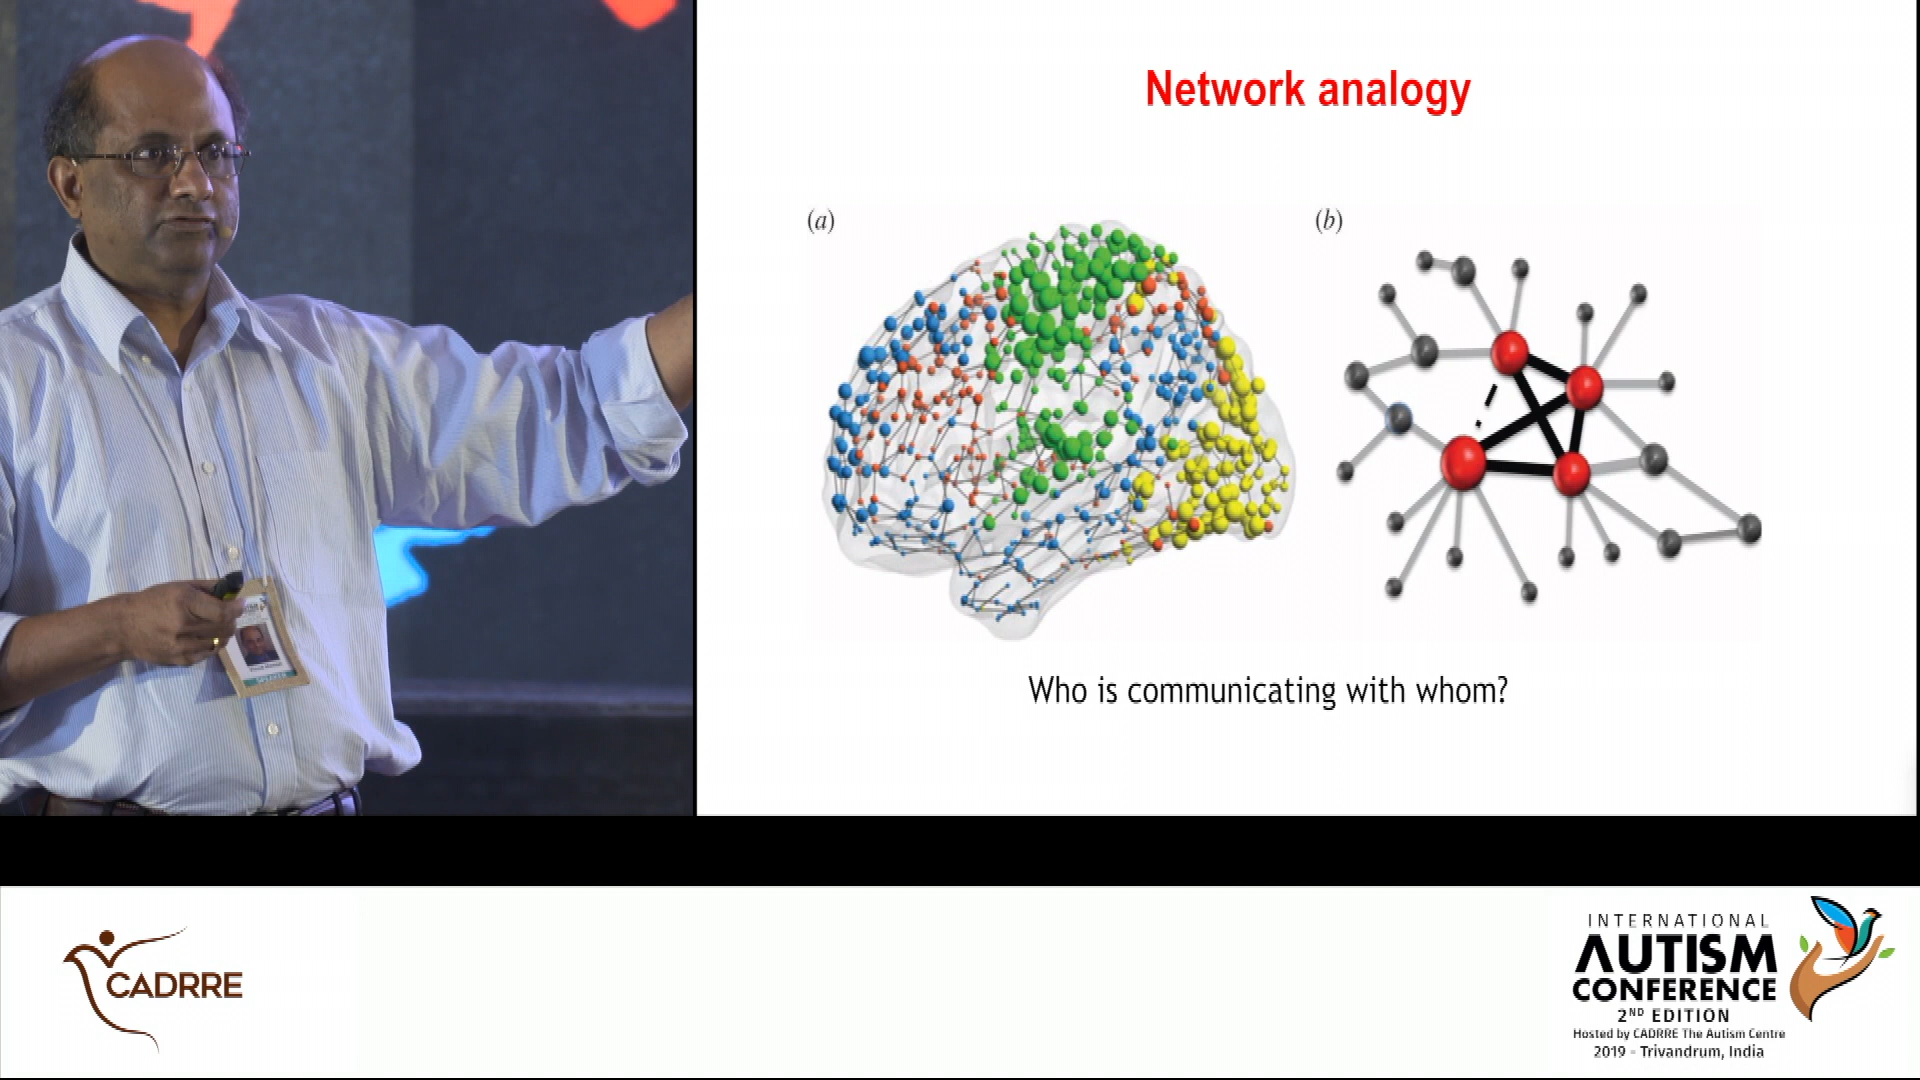 Network analogy
(a)
(b)
Who is communicating with whom?
SPEAKER
CADRRE
INTERNATIONAL
AUTISM
CONFERENCE
2ND EDITION
Hosted by CADRRE The Autism Centre
2019 - Trivandrum, India